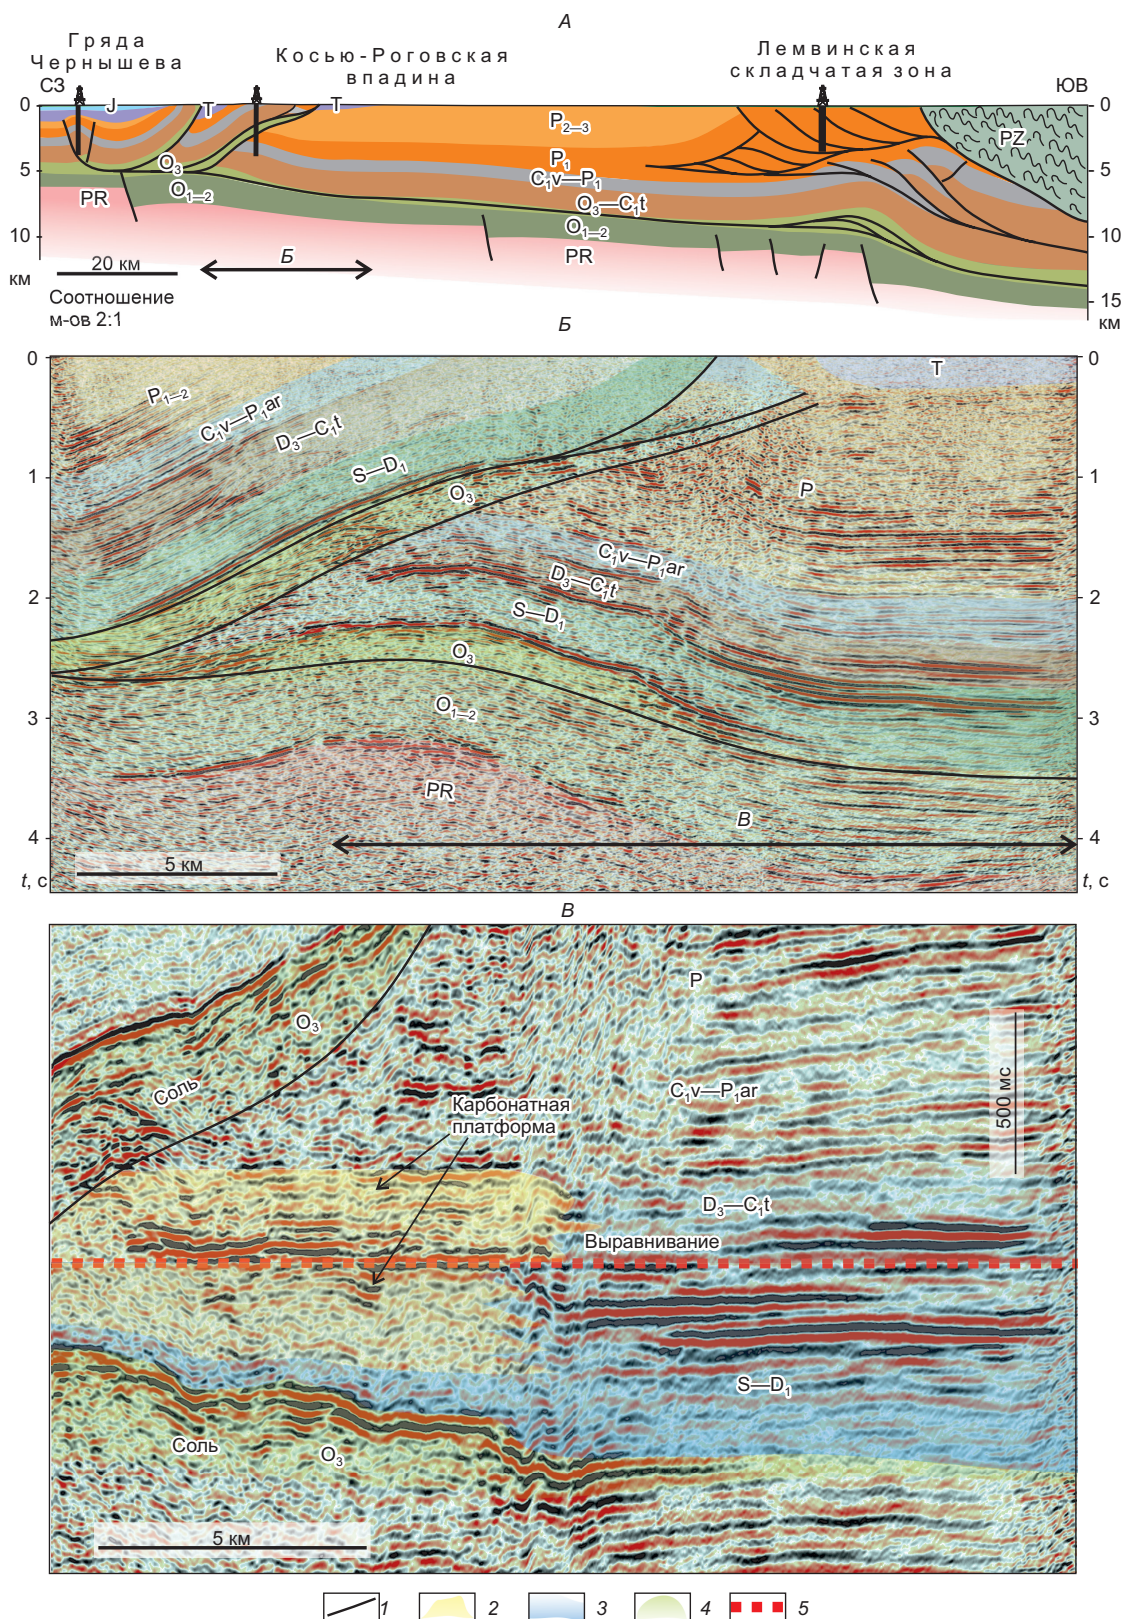 А
Гряда
Чернышева
Косью-Роговская
впадина
Лемвинская
складчатая зона
СЗ
ЮВ
0
J
T
T
0
P₂₋₃
PZ
P₁
5
O₃
C₁v—P₁
5
PR
O₁₋₂
O₃—C₁t
O₁₋₂
10
PR
10
20 км
Б
км
15
Соотношение
м-ов 2:1
км
Б
0
0
T
P₁₋₂
C₁v—P₁ar
D₃—C₁t
S—D₁
1
1
O₃
P
C₁v—P₁ar
D₃—C₁t
2
2
S—D₁
O₃
O₁₋₂
3
3
PR
В
4
4
5 км
t, с
t, с
В
P
O₃
Соль
C₁v—P₁ar
500 мс
Карбонатная
платформа
D₃—C₁t
Выравнивание
S—D₁
Соль
O₃
5 км
1
2
3
4
5